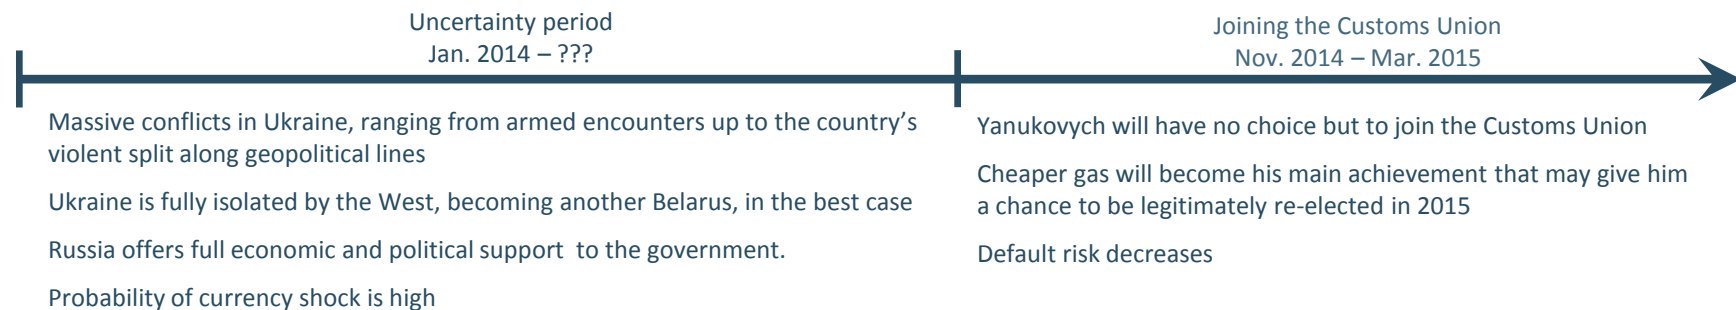 Uncertainty period
Jan. 2014 – ???
Massive conflicts in Ukraine, ranging from armed encounters up to the country's
violent split along geopolitical lines
Ukraine is fully isolated by the West, becoming another Belarus, in the best case
Russia offers full economic and political support  to the government.
Probability of currency shock is high
Joining the Customs Union
Nov. 2014 – Mar. 2015
Yanukovych will have no choice but to join the Customs Union
Cheaper gas will become his main achievement that may give him
a chance to be legitimately re-elected in 2015
Default risk decreases